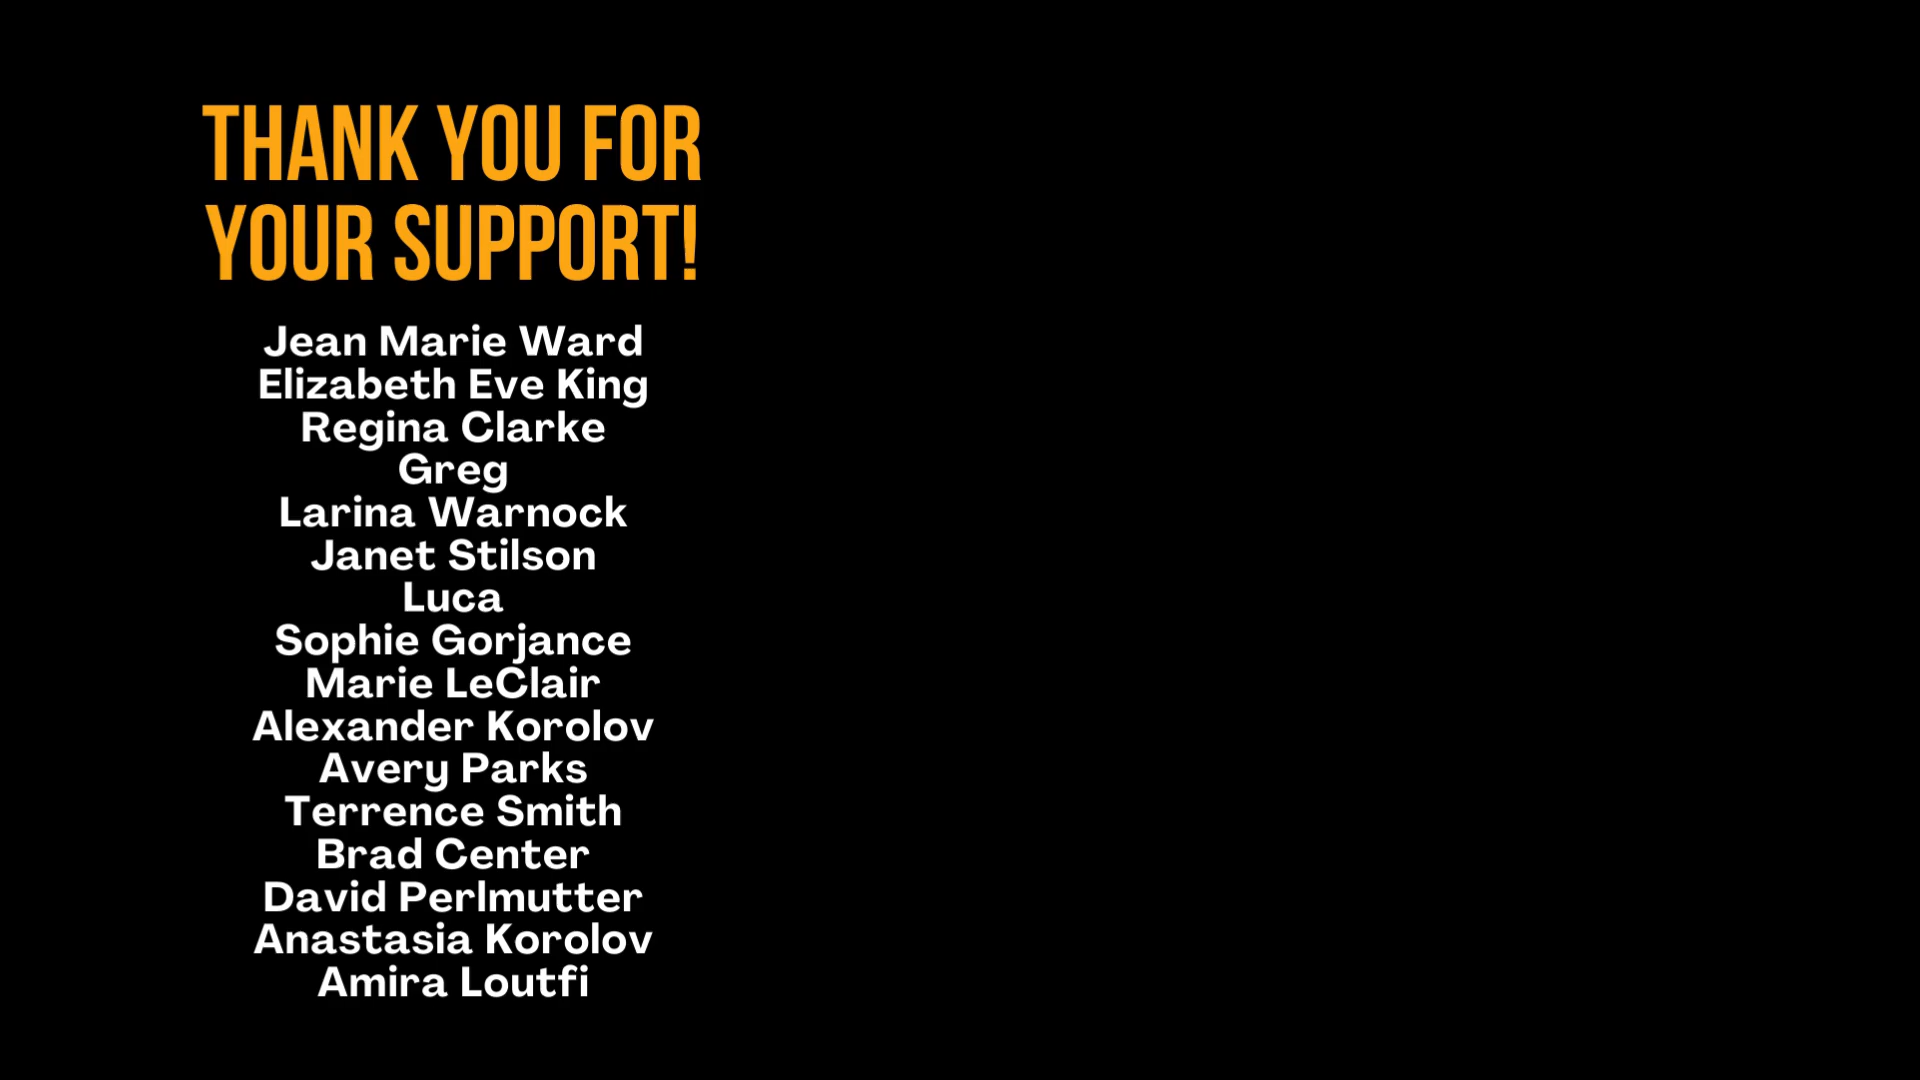 THANK YOU FOR
YOUR SUPPORT!
Jean Marie Ward
Elizabeth Eve King
Regina Clarke
Greg
Larina Warnock
Janet Stilson
Luca
Sophie Gorjance
Marie LeClair
Alexander Korolov
Avery Parks
Terrence Smith
Brad Center
David Perlmutter
Anastasia Korolov
Amira Loutfi